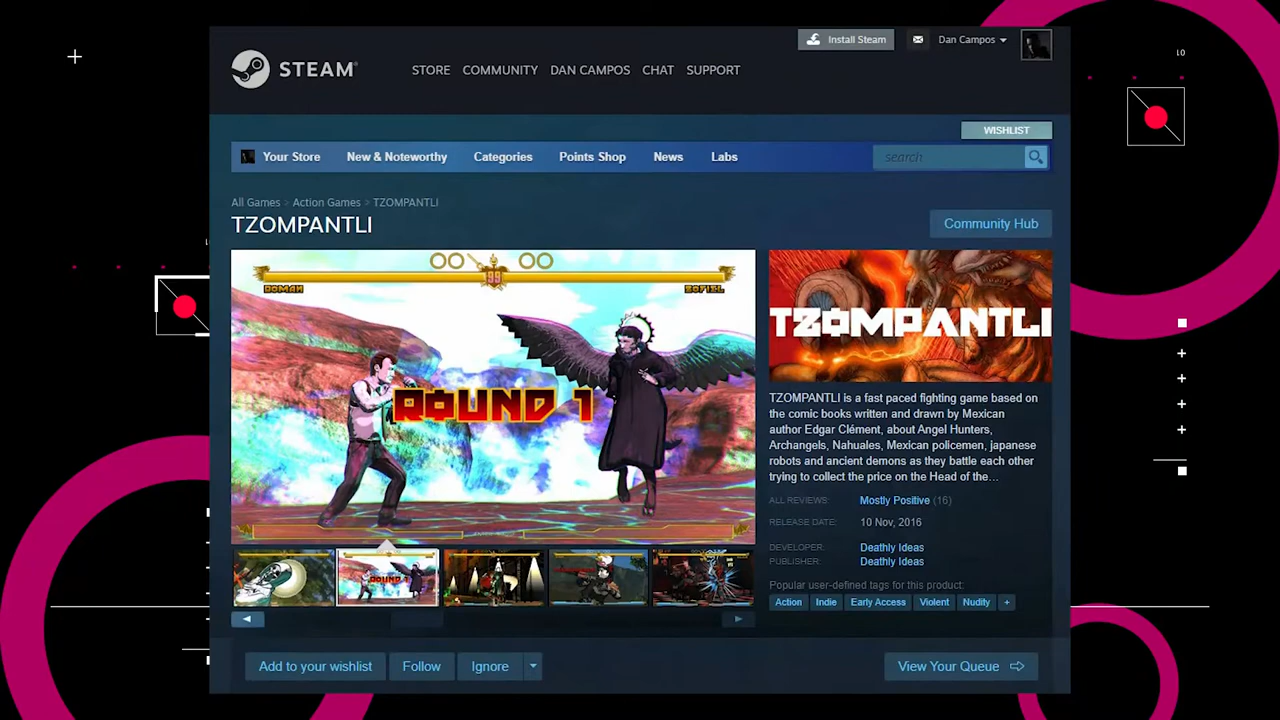 Install Steam
Dan Campos
STEAM®
STORE COMMUNITY DAN CAMPOS CHAT SUPPORT
WISHLIST
Your Store New & Noteworthy Categories Points Shop News Labs
search
All Games > Action Games > TZOMPANTLI
TZOMPANTLI
Community Hub
99
DOMAN
SOFIEL
ROUND 1
TZOMPANTLI
TZOMPANTLI is a fast paced fighting game based on
the comic books written and drawn by Mexican
author Edgar Clément, about Angel Hunters,
Archangels, Nahuales, Mexican policemen, japanese
robots and ancient demons as they battle each other
trying to collect the price on the Head of the...
ALL REVIEWS: Mostly Positive (16)
RELEASE DATE: 10 Nov, 2016
DEVELOPER: Deathly Ideas
PUBLISHER: Deathly Ideas
Popular user-defined tags for this product:
Action Indie Early Access Violent Nudity +
Add to your wishlist Follow Ignore
View Your Queue